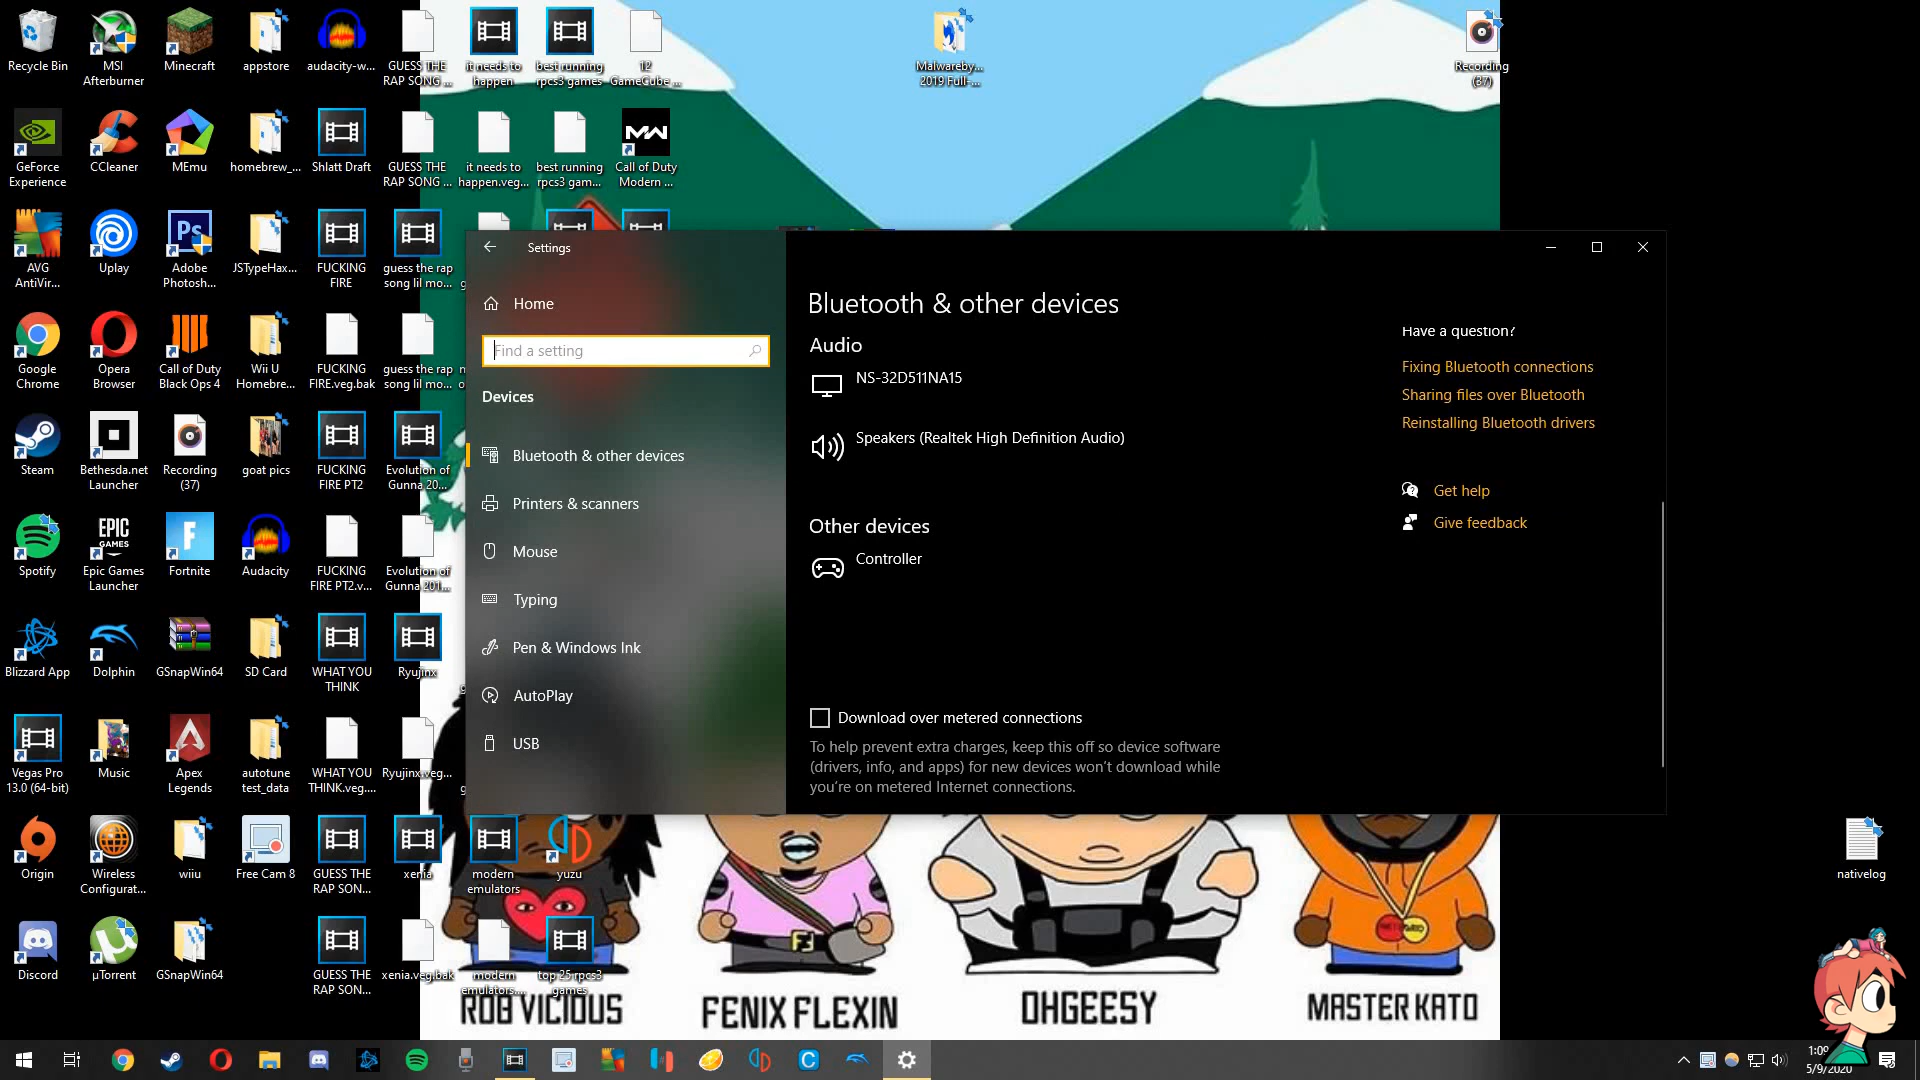 Recycle Bin
MSI
Afterburner
Minecraft
appstore
audacity-w...
GUESS THE
RAP SONG ...
it needs to
happen
best running
rpcs3 games
12
GameCube ...
Malwareby...
2019 Full-...
Recording
(37)
GeForce
Experience
CCleaner
MEmu
homebrew_...
Shlatt Draft
GUESS THE
RAP SONG ...
it needs to
happen.veg...
best running
rpcs3 gam...
MW
Call of Duty
Modern ...
AVG
AntiVir...
Uplay
Ps
Adobe
Photosh...
JSTypeHax...
FUCKING
FIRE
guess the rap
song lil mo...
Google
Chrome
Opera
Browser
Call of Duty
Black Ops 4
Wii U
Homebre...
FUCKING
FIRE.veg.bak
guess the rap
song lil mo...
Steam
Bethesda.net
Launcher
Recording
(37)
goat pics
FUCKING
FIRE PT2
Evolution of
Gunna 20...
Spotify
EPIC
GAMES
Epic Games
Launcher
Fortnite
Audacity
FUCKING
FIRE PT2.v...
Evolution of
Gunna 201...
Blizzard App
Dolphin
GSnapWin64
SD Card
WHAT YOU
THINK
Ryujinx
Vegas Pro
13.0 (64-bit)
Music
Apex
Legends
autotune
test_data
WHAT YOU
THINK.veg....
Ryujinx.veg...
Origin
Wireless
Configurat...
wiiu
Free Cam 8
GUESS THE
RAP SON...
xenia
modern
emulators
yuzu
nativelog
Discord
µTorrent
GSnapWin64
GUESS THE
RAP SON...
xenia.veg.bak
modern
emulators....
top 25 rpcs3
games
Settings
Home
Find a setting
Devices
Bluetooth & other devices
Printers & scanners
Mouse
Typing
Pen & Windows Ink
AutoPlay
USB
Bluetooth & other devices
Audio
NS-32D511NA15
Speakers (Realtek High Definition Audio)
Other devices
Controller
Download over metered connections
To help prevent extra charges, keep this off so device software
(drivers, info, and apps) for new devices won't download while
you're on metered Internet connections.
Have a question?
Fixing Bluetooth connections
Sharing files over Bluetooth
Reinstalling Bluetooth drivers
Get help
Give feedback
ROB VICIOUS
FENIX FLEXIN
OHGEESY
MASTER KATO
5/9/2020